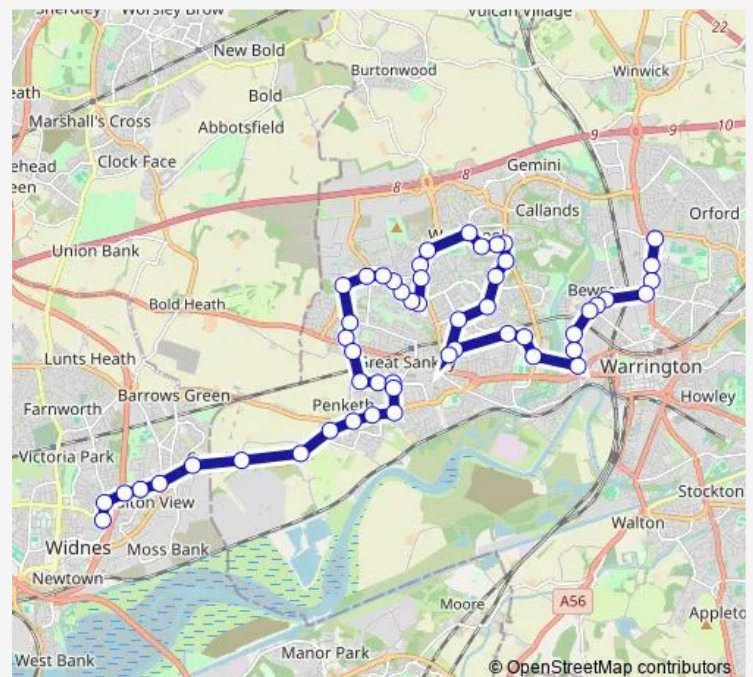 Worsley Brow
Vulcan Village
22
New Bold
Burtonwood
Winwick
Bold
Marshall's Cross
Abbotsfield
9
9
10
Clock Face
Gemini
8
8
Callands
Orford
Union Bank
Bold Heath
Lunts Heath
Great Sankey
Warrington
Barrows Green
Farnworth
Penketh
Howley
Victoria Park
Stockton
Walton
Widnes
Moss Bank
Newtown
Moore
A56
Manor Park
West Bank
© OpenStreetMap contributors